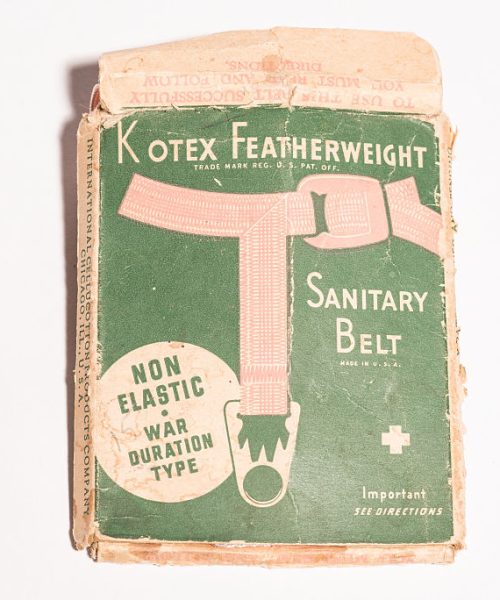 TO USE THIS BELT SUCCESSFULLY
YOU MUST READ AND FOLLOW
DIRECTIONS.
KOTEX FEATHERWEIGHT
TRADE MARK REG. U.S. PAT. OFF.
SANITARY
BELT
MADE IN U.S.A.
NON
ELASTIC
•
WAR
DURATION
TYPE
Important
SEE DIRECTIONS
INTERNATIONAL CELLUCOTTON PRODUCTS COMPANY
CHICAGO, ILL., U.S.A.